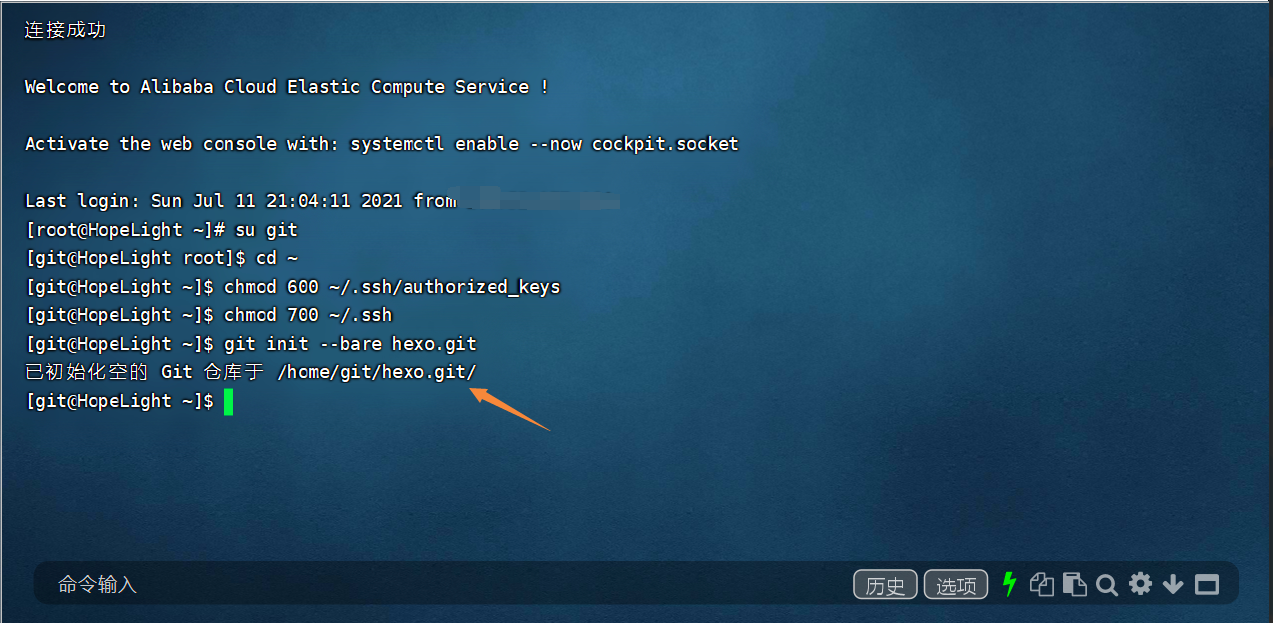 连接成功
Welcome to Alibaba Cloud Elastic Compute Service !
Activate the web console with: systemctl enable --now cockpit.socket
Last login: Sun Jul 11 21:04:11 2021 from
[root@HopeLight ~]# su git
[git@HopeLight root]$ cd ~
[git@HopeLight ~]$ chmod 600 ~/.ssh/authorized_keys
[git@HopeLight ~]$ chmod 700 ~/.ssh
[git@HopeLight ~]$ git init --bare hexo.git
已初始化空的 Git 仓库于 /home/git/hexo.git/
[git@HopeLight ~]$
命令输入 历史 选项